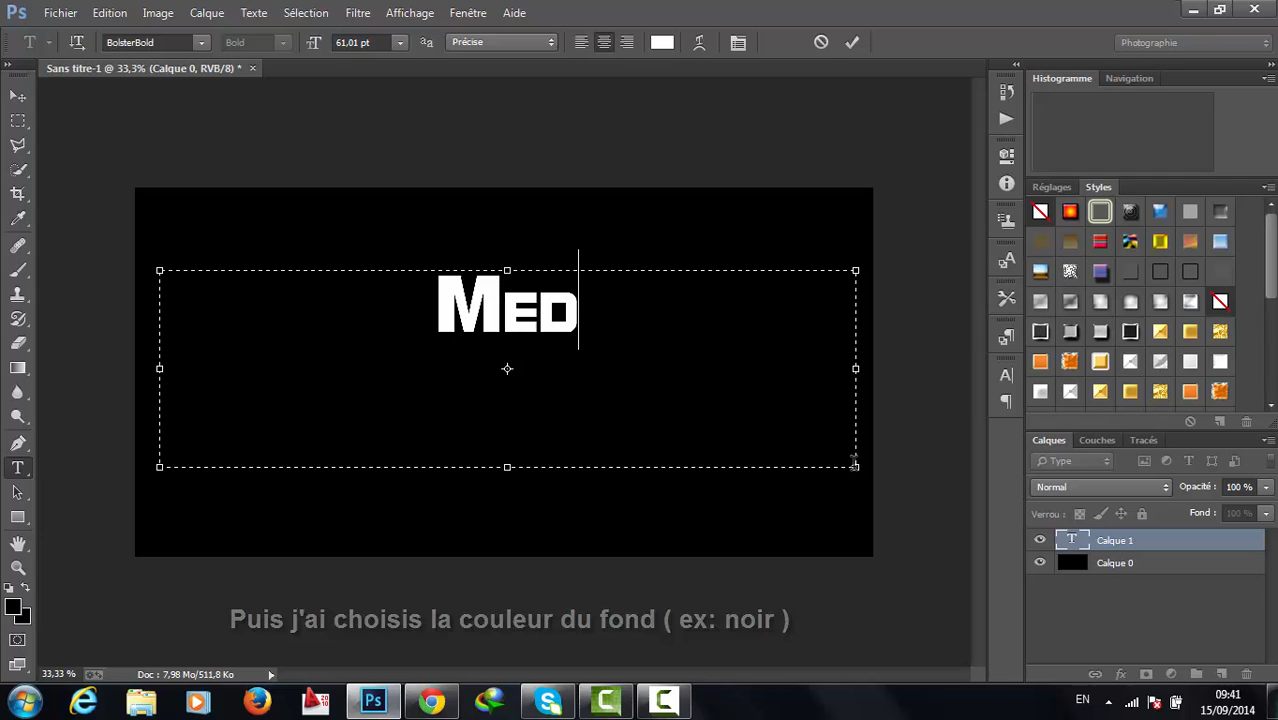 Ps Fichier Edition Image Calque Texte Sélection Filtre Affichage Fenêtre Aide
T BolsterBold Bold 61,01 pt aa Précise Photographie
Sans titre-1 @ 33,3% (Calque 0, RVB/8) * ×
Histogramme Navigation
Réglages Styles
MED
Calques Couches Tracés
Type
Normal Opacité : 100 %
Verrou : Fond : 100 %
T Calque 1
Calque 0
Puis j'ai choisis la couleur du fond ( ex: noir )
33,33 % Doc : 7,98 Mo/511,8 Ko
Ps EN 09:41
15/09/2014